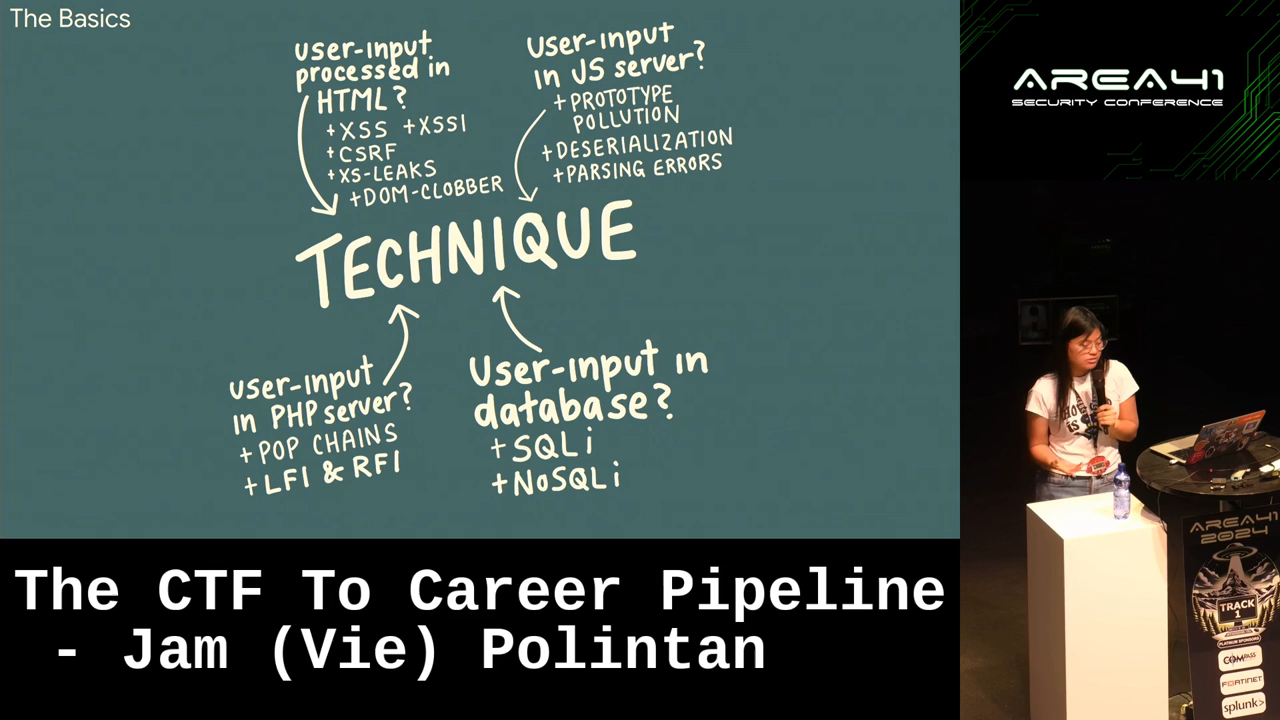 The Basics
user-input
processed in
HTML?
+XSS +XSSI
+CSRF
+XS-LEAKS
+DOM-CLOBBER
User-input
in JS server?
+PROTOTYPE
POLLUTION
+DESERIALIZATION
+PARSING ERRORS
TECHNIQUE
user-input
in PHP server?
+POP CHAINS
+LFI & RFI
User-input in
database?
+SQLi
+NoSQLi
AREA41
SECURITY CONFERENCE
AREA41
2024
TRACK
1
PLATINUM SPONSORS
COMPASS
FORTINET
splunk>
The CTF To Career Pipeline
- Jam (Vie) Polintan